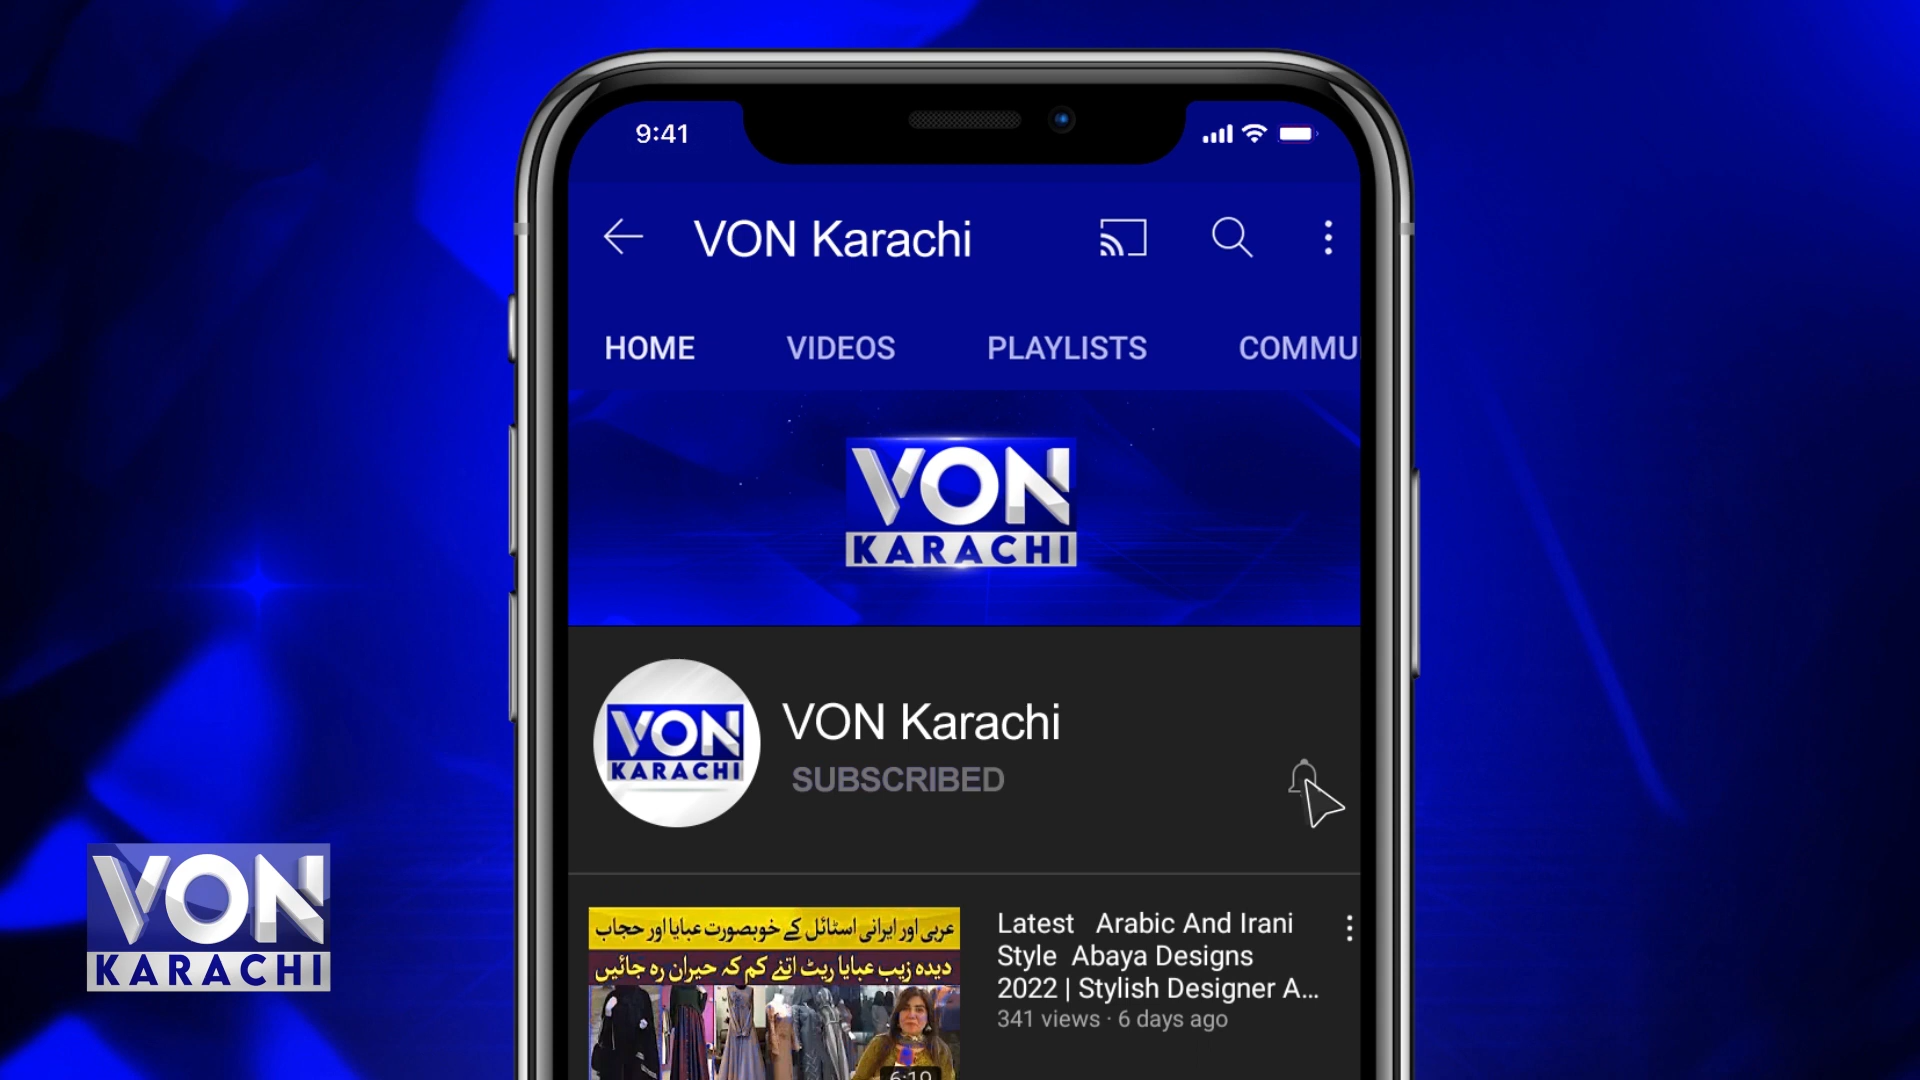 9:41
VON Karachi
HOME VIDEOS PLAYLISTS COMMU
VON
KARACHI
VON
KARACHI
VON Karachi
SUBSCRIBED
VON
KARACHI
عربی اور ایرانی اسٹائل کے خوبصورت عبایا اور حجاب
دیدہ زیب عبایا ریٹ اتنے کم کہ حیران رہ جائیں
6:19
Latest Arabic And Irani
Style Abaya Designs
2022 | Stylish Designer A...
341 views · 6 days ago